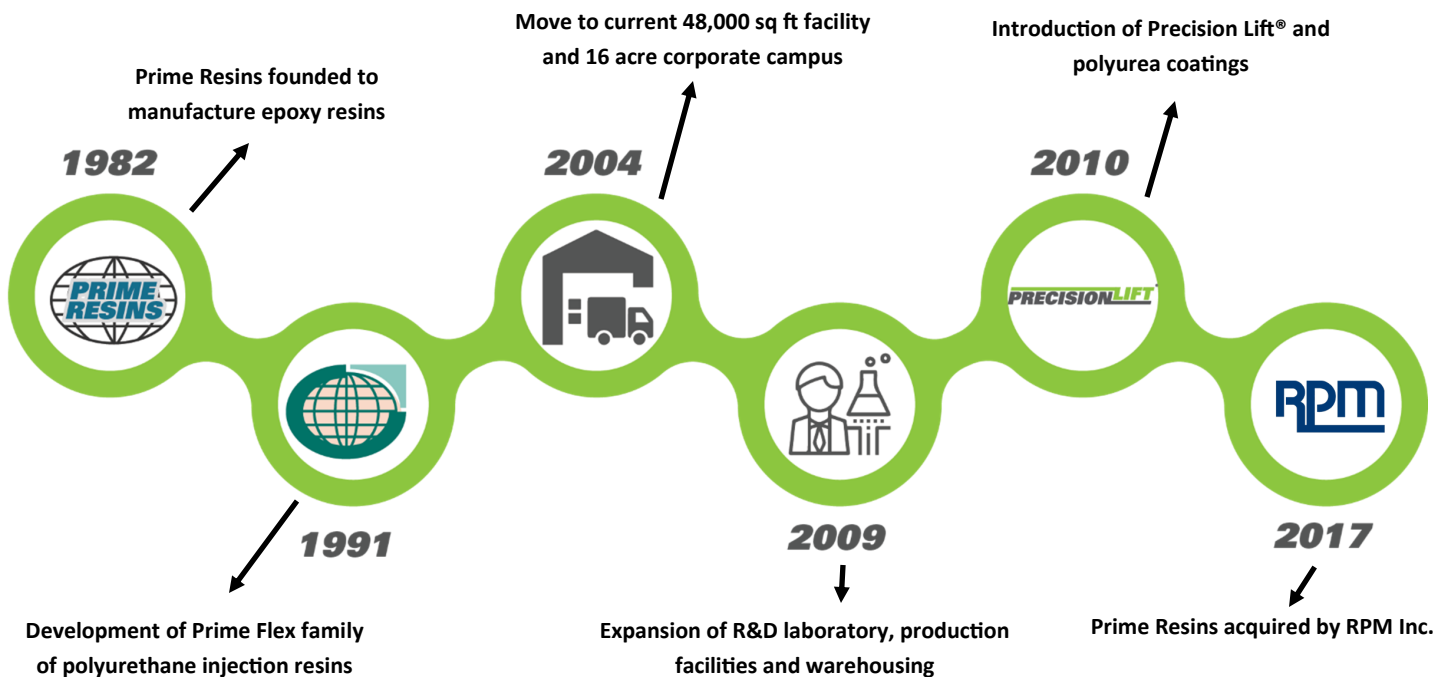 Prime Resins founded to
manufacture epoxy resins
1982
PRIME
RESINS
1991
Development of Prime Flex family
of polyurethane injection resins
Move to current 48,000 sq ft facility
and 16 acre corporate campus
2004
2009
Expansion of R&D laboratory, production
facilities and warehousing
Introduction of Precision Lift® and
polyurea coatings
2010
PRECISIONLIFT
RPM
2017
Prime Resins acquired by RPM Inc.